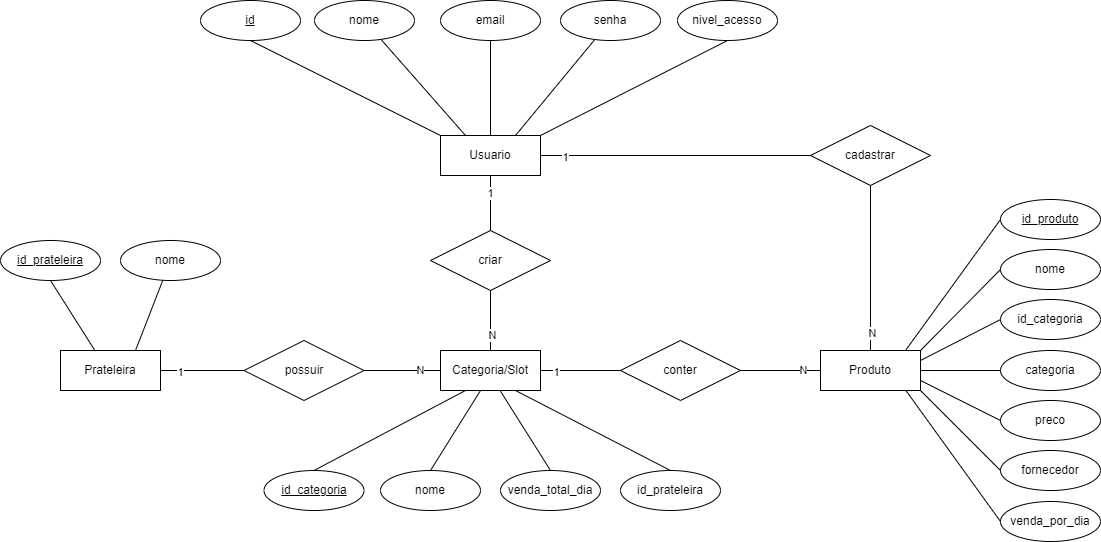 id
nome
email
senha
nivel_acesso
Usuario
1
cadastrar
1
id_produto
id_prateleira
nome
criar
nome
id_categoria
N
N
Prateleira
1
possuir
N
Categoria/Slot
1
conter
N
Produto
categoria
preco
fornecedor
id_categoria
nome
venda_total_dia
id_prateleira
venda_por_dia